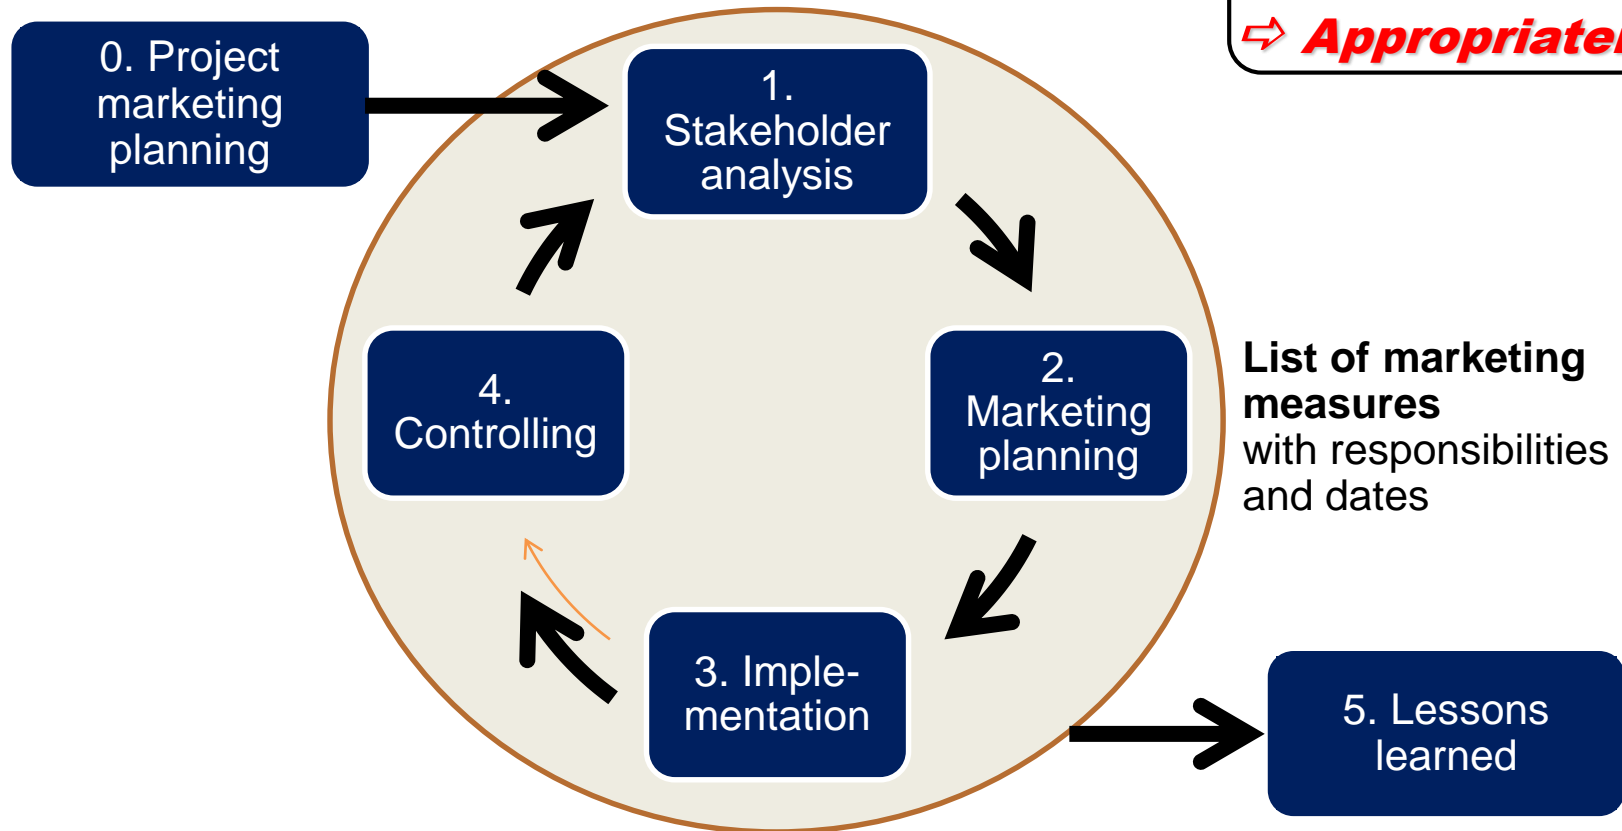 0. Project
marketing
planning
1.
Stakeholder
analysis
2.
Marketing
planning
List of marketing
measures
with responsibilities
and dates
3. Imple-
mentation
4.
Controlling
5. Lessons
learned